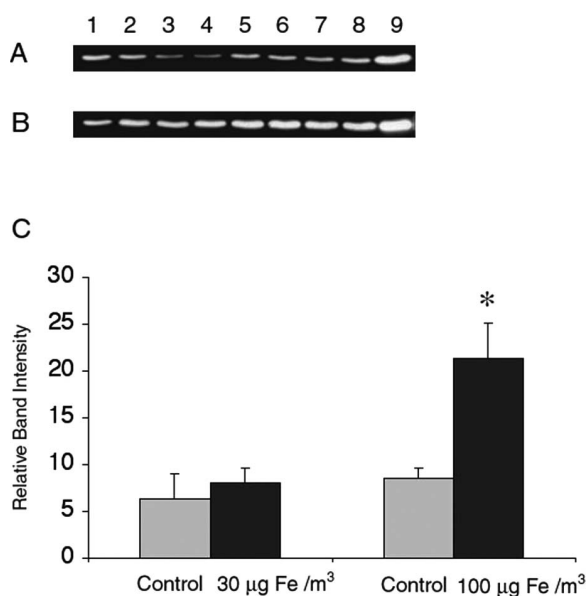 1 2 3 4 5 6 7 8 9
A
B
C
30
25
20
15
10
5
0
Relative Band Intensity
*
Control 30 µg Fe /m³ Control 100 µg Fe /m³